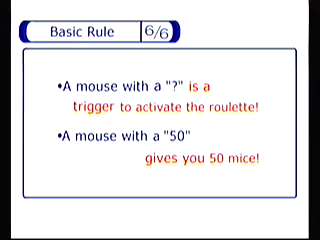 Basic Rule 6/6
•A mouse with a "?" is a
trigger to activate the roulette!
•A mouse with a "50"
gives you 50 mice!